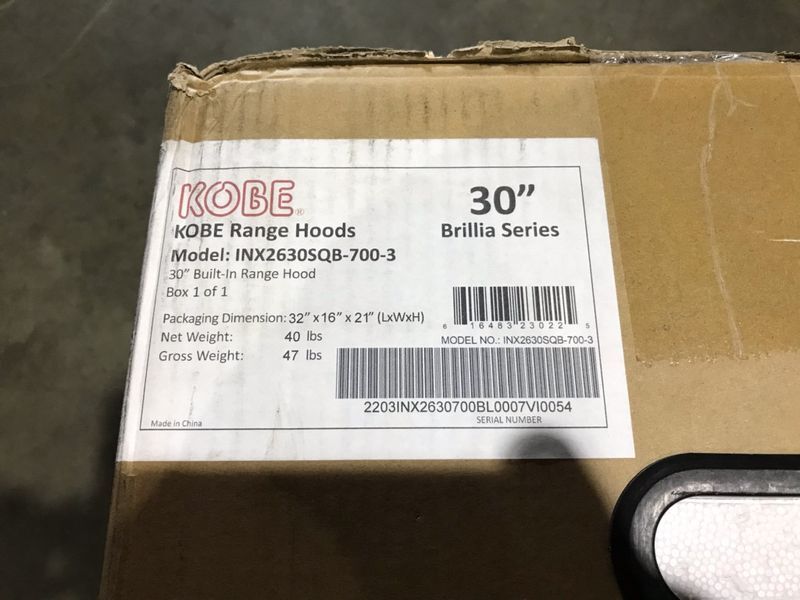 KOBE®
KOBE Range Hoods
Model: INX2630SQB-700-3
30” Built-In Range Hood
Box 1 of 1
30”
Brillia Series
Packaging Dimension: 32” x 16” x 21” (LxWxH)
Net Weight: 40 lbs
Gross Weight: 47 lbs
6 16483 23022 5
MODEL NO.: INX2630SQB-700-3
2203INX2630700BL0007VI0054
SERIAL NUMBER
Made in China